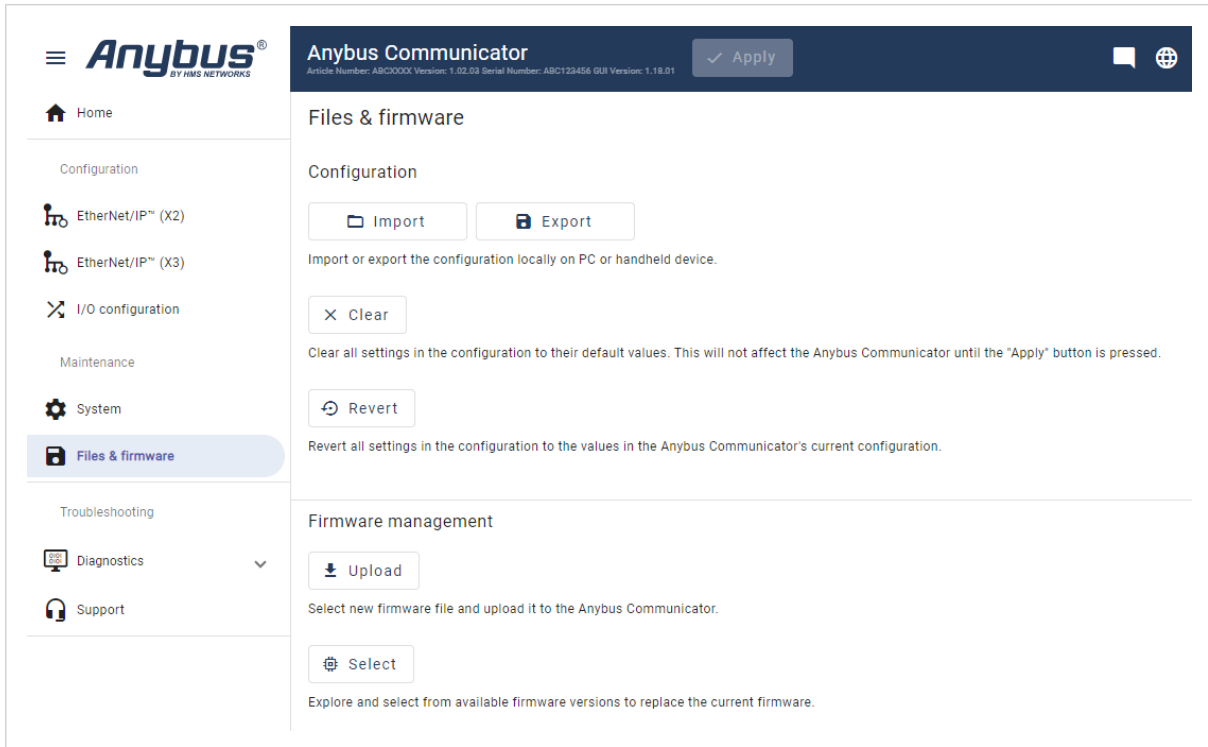 Anybus®
BY HMS NETWORKS
Anybus Communicator
Article Number: ABCXXXX Version: 1.02.03 Serial Number: ABC123456 GUI Version: 1.18.01
Apply
Home
Configuration
EtherNet/IP™ (X2)
EtherNet/IP™ (X3)
I/O configuration
Maintenance
System
Files & firmware
Troubleshooting
Diagnostics
Support
Files & firmware
Configuration
Import Export
Import or export the configuration locally on PC or handheld device.
Clear
Clear all settings in the configuration to their default values. This will not affect the Anybus Communicator until the "Apply" button is pressed.
Revert
Revert all settings in the configuration to the values in the Anybus Communicator's current configuration.
Firmware management
Upload
Select new firmware file and upload it to the Anybus Communicator.
Select
Explore and select from available firmware versions to replace the current firmware.